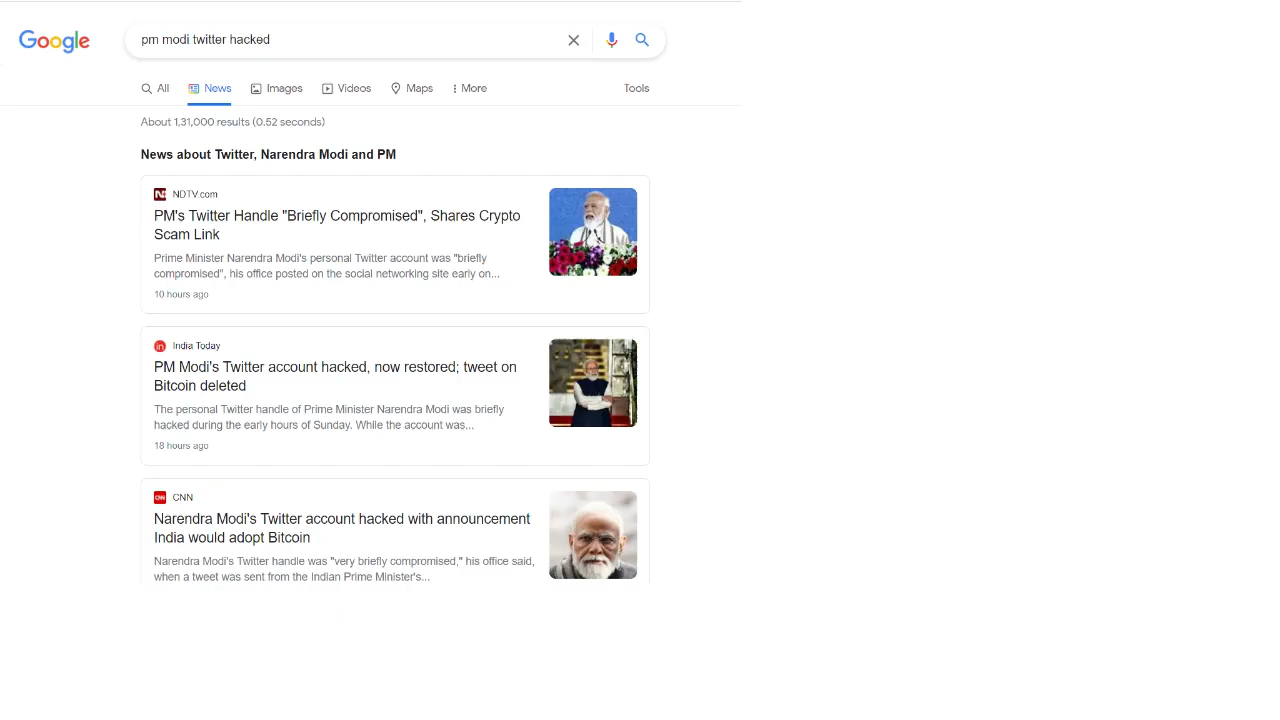 Google
pm modi twitter hacked
All News Images Videos Maps More Tools
About 1,31,000 results (0.52 seconds)
News about Twitter, Narendra Modi and PM
NDTV.com
PM's Twitter Handle "Briefly Compromised", Shares Crypto
Scam Link
Prime Minister Narendra Modi's personal Twitter account was "briefly
compromised", his office posted on the social networking site early on...
10 hours ago
in India Today
PM Modi's Twitter account hacked, now restored; tweet on
Bitcoin deleted
The personal Twitter handle of Prime Minister Narendra Modi was briefly
hacked during the early hours of Sunday. While the account was...
18 hours ago
CNN CNN
Narendra Modi's Twitter account hacked with announcement
India would adopt Bitcoin
Narendra Modi's Twitter handle was "very briefly compromised," his office said,
when a tweet was sent from the Indian Prime Minister's...